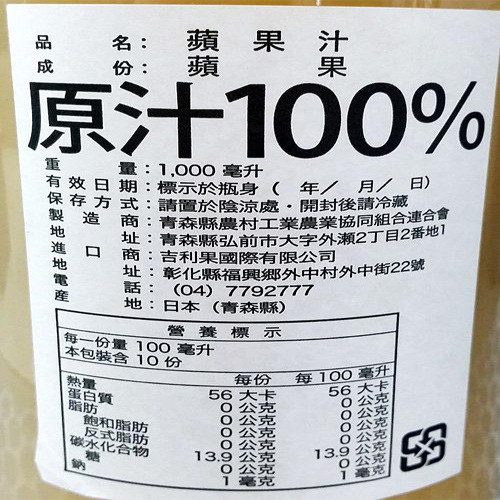 品名：蘋果汁
成份：蘋果
原汁100%
重量：1,000 毫升
有效日期：標示於瓶身（ 年／ 月／ 日）
保存方式：請置於陰涼處・開封後請冷藏
製造商：青森縣農村工業農業協同組合連合會
地址：青森縣弘前市大字外瀬2丁目2番地1
進口商：吉利果國際有限公司
地址：彰化縣福興鄉外中村外中街22號
電話：（04）7792777
產地：日本（青森縣）
營養標示
每一份量 100 毫升
本包裝含 10 份
每份 每 100 毫升
熱量 56 大卡 56 大卡
蛋白質 0 公克 0 公克
脂肪 0 公克 0 公克
飽和脂肪 0 公克 0 公克
反式脂肪 0 公克 0 公克
碳水化合物 13.9 公克 13.9 公克
糖 0 公克 0 公克
鈉 1 毫克 1 毫克